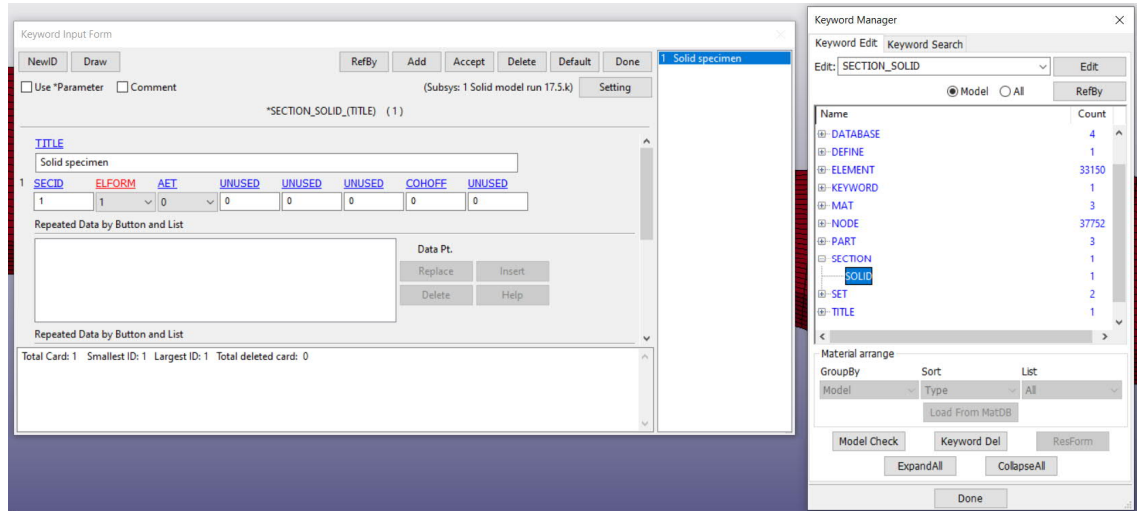 Keyword Input Form
NewID Draw RefBy Add Accept Delete Default Done
Use *Parameter Comment (Subsys: 1 Solid model run 17.5.k) Setting
*SECTION_SOLID_(TITLE) (1)
TITLE
Solid specimen
1 SECID ELFORM AET UNUSED UNUSED UNUSED COHOFF UNUSED
1 1 0 0 0 0 0 0
Repeated Data by Button and List
Data Pt.
Replace Insert
Delete Help
Repeated Data by Button and List
Total Card: 1 Smallest ID: 1 Largest ID: 1 Total deleted card: 0
1 Solid specimen
Keyword Manager
Keyword Edit Keyword Search
Edit: SECTION_SOLID Edit
Model All RefBy
Name Count
DATABASE 4
DEFINE 1
ELEMENT 33150
KEYWORD 1
MAT 3
NODE 37752
PART 3
SECTION 1
SOLID 1
SET 2
TITLE 1
Material arrange
GroupBy Sort List
Model Type All
Load From MatDB
Model Check Keyword Del ResForm
ExpandAll CollapseAll
Done